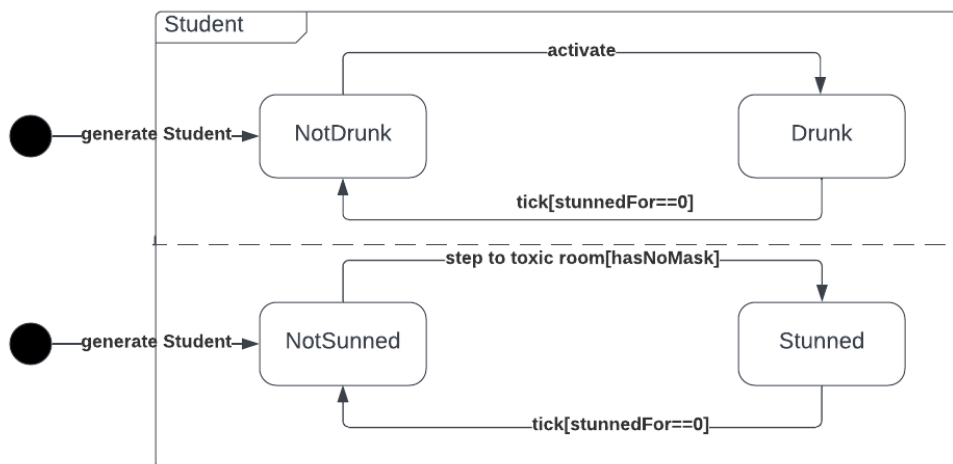 Student
activate
generate Student
NotDrunk
Drunk
tick[stunnedFor==0]
step to toxic room[hasNoMask]
generate Student
NotSunned
Stunned
tick[stunnedFor==0]